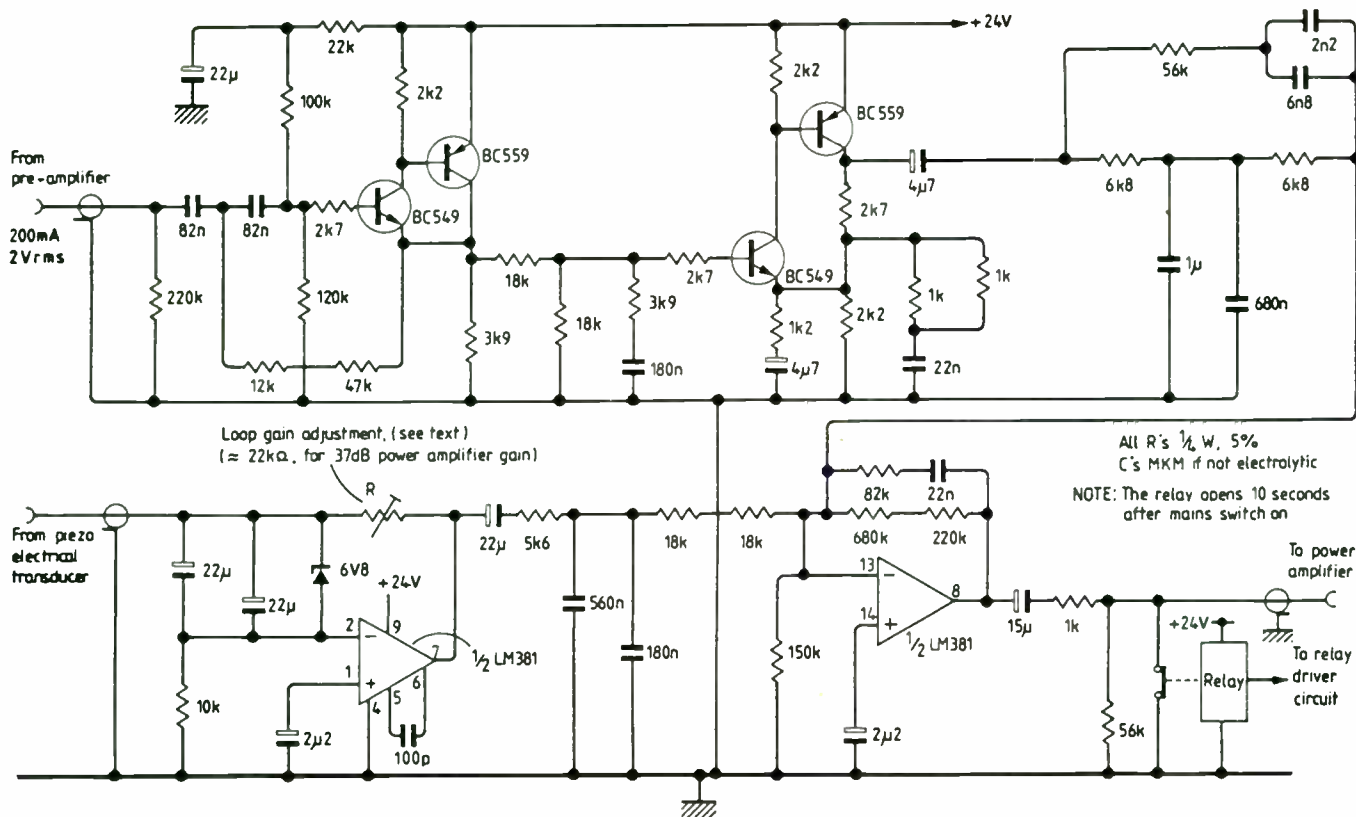 +24V
22k
2n2
22µ
2k2
2k2
56k
100k
BC559
6n8
From
pre-amplifier
BC559
4µ7
6k8
6k8
82n
82n
2k7
BC549
2k7
200mA
2Vrms
18k
2k7
BC549
1k
1k
1µ
220k
120k
3k9
18k
3k9
1k2
2k2
680n
12k
47k
180n
4µ7
22n
Loop gain adjustment, (see text)
(≈ 22kΩ, for 37dB power amplifier gain)
R
All R's ¼ W, 5%
C's MKM if not electrolytic
NOTE: The relay opens 10 seconds
after mains switch on
82k
22n
From piezo
electrical
transducer
22µ
5k6
18k
18k
680k
220k
22µ
22µ
6V8
+24V
To power
amplifier
13
8
2
9
7
½ LM381
560n
14
½ LM381
15µ
1k
+24V
1
6
5
4
180n
150k
Relay
To relay
driver
circuit
10k
2µ2
100p
2µ2
56k